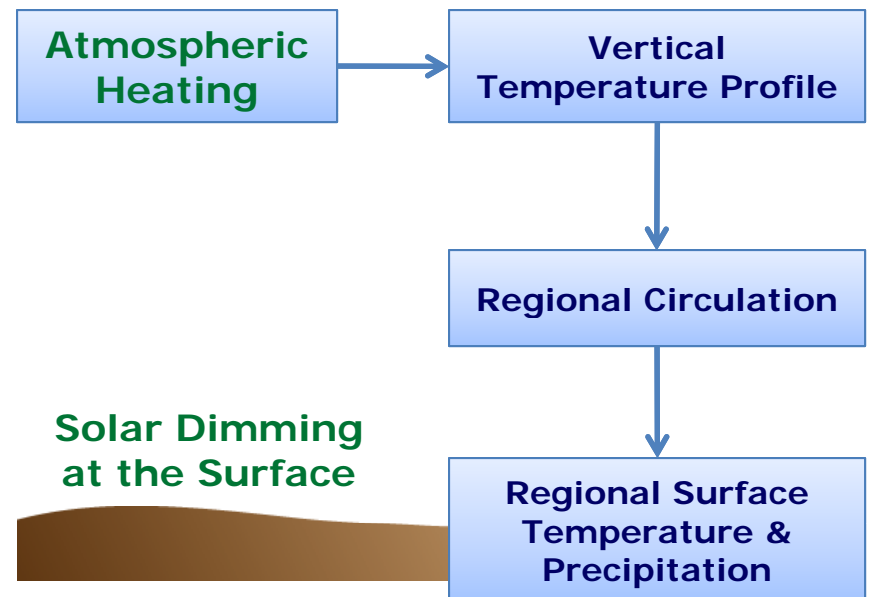 Atmospheric
Heating
Vertical
Temperature Profile
Regional Circulation
Solar Dimming
at the Surface
Regional Surface
Temperature &
Precipitation